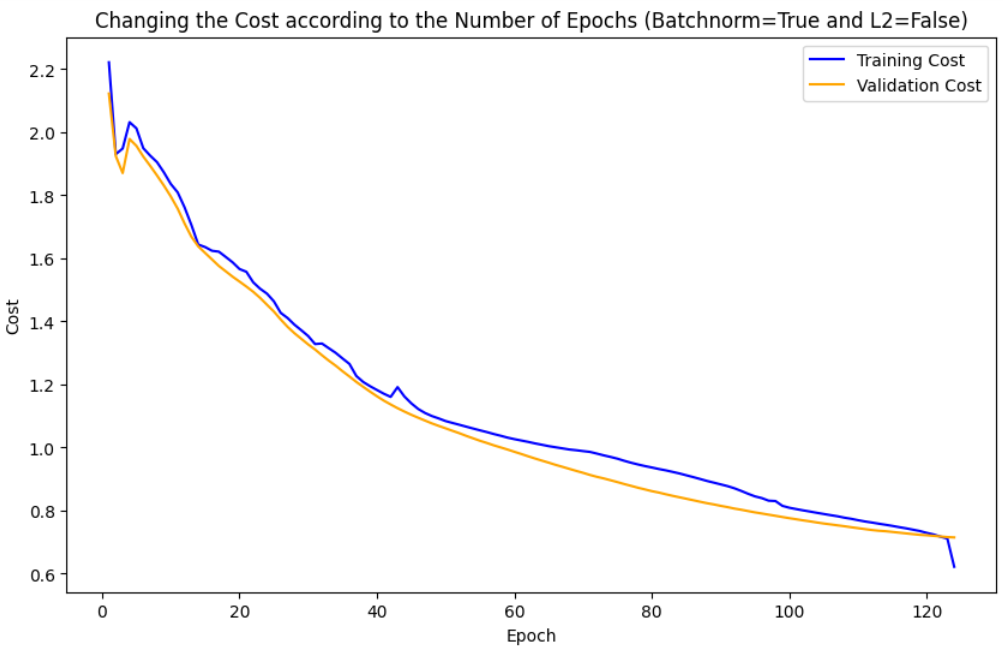 Changing the Cost according to the Number of Epochs (Batchnorm=True and L2=False)
Training Cost
Validation Cost
2.2
2.0
1.8
1.6
1.4
1.2
1.0
0.8
0.6
Cost
0 20 40 60 80 100 120
Epoch